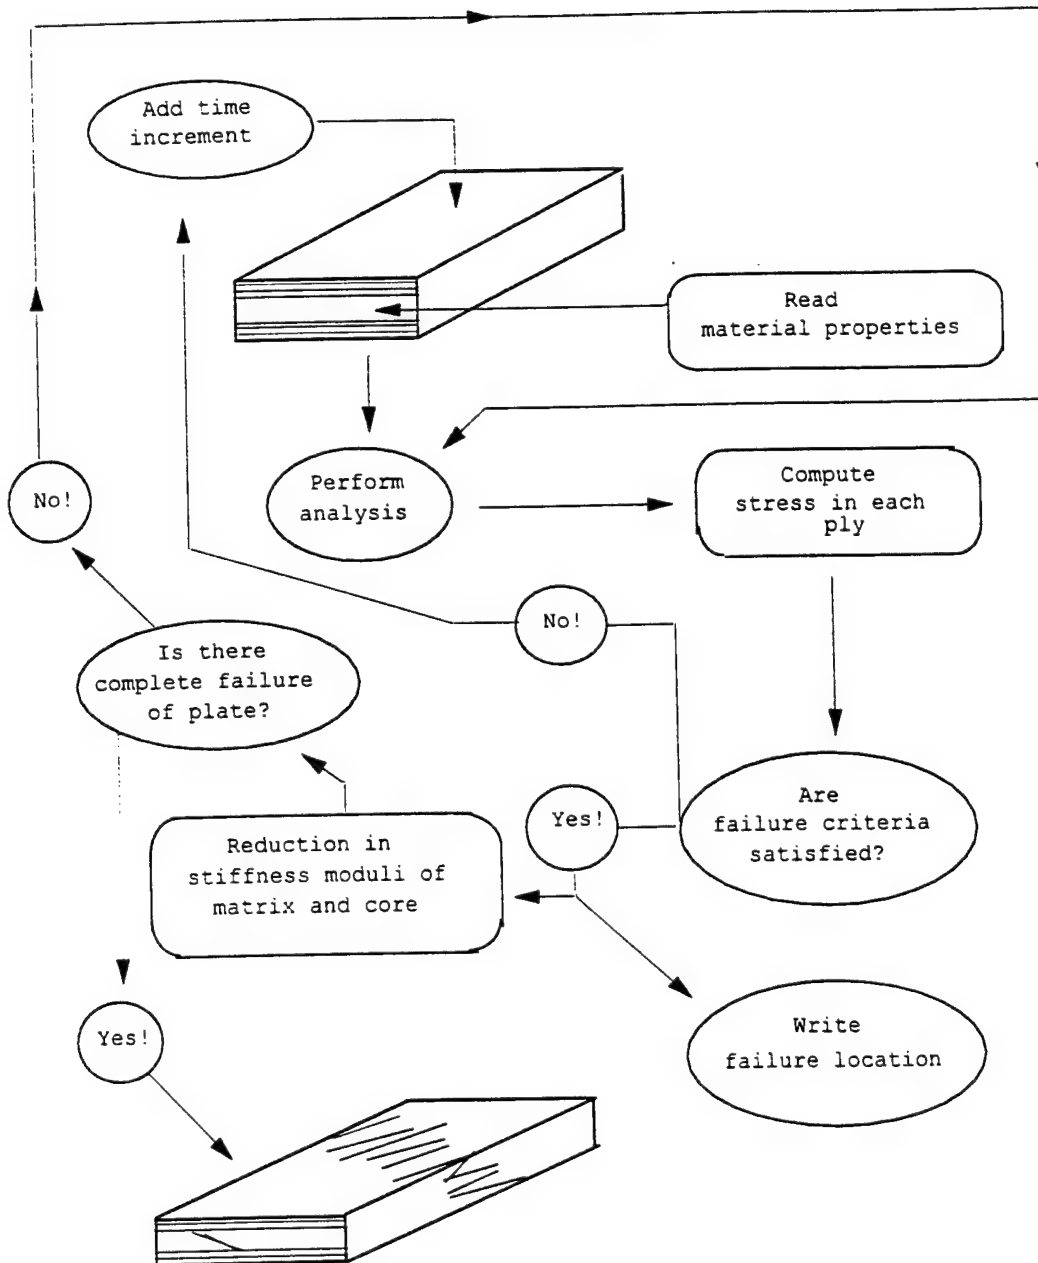 Add time
increment
Read
material properties
Perform
analysis
Compute
stress in each
ply
No!
No!
Is there
complete failure
of plate?
Are
failure criteria
satisfied?
Yes!
Reduction in
stiffness moduli of
matrix and core
Write
failure location
Yes!